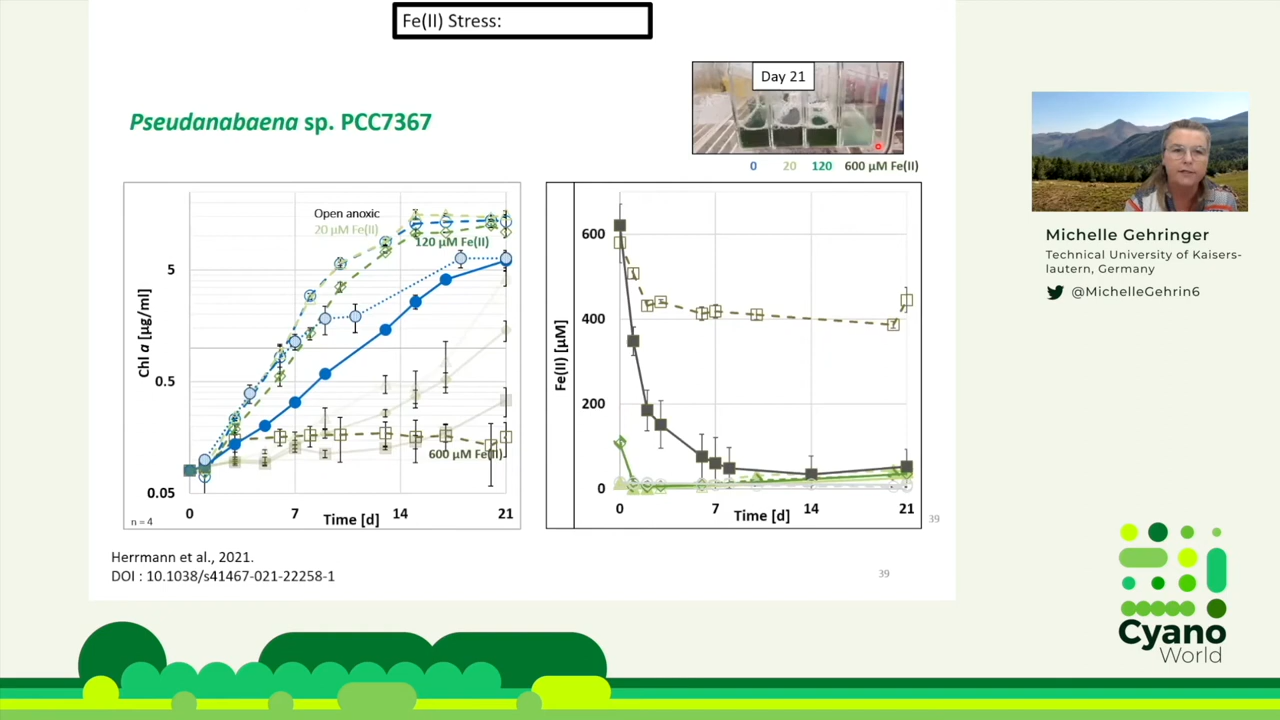 Fe(II) Stress:
Day 21
Pseudanabaena sp. PCC7367
0 20 120 600 µM Fe(II)
Open anoxic
20 µM Fe(II)
120 µM Fe(II)
600 µM Fe(II)
5
0.5
0.05
Chl a [µg/ml]
0 7 14 21
Time [d]
n = 4
600
400
200
0
Fe(II) [µM]
0 7 14 21
Time [d]
39
39
Herrmann et al., 2021.
DOI : 10.1038/s41467-021-22258-1
Michelle Gehringer
Technical University of Kaisers-
lautern, Germany
@MichelleGehrin6
Cyano
World